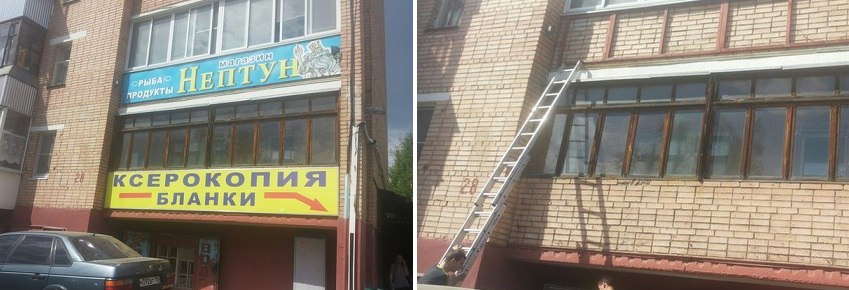 магазин
РЫБА
ПРОДУКТЫ
НЕПТУН
КСЕРОКОПИЯ
БЛАНКИ
28
28